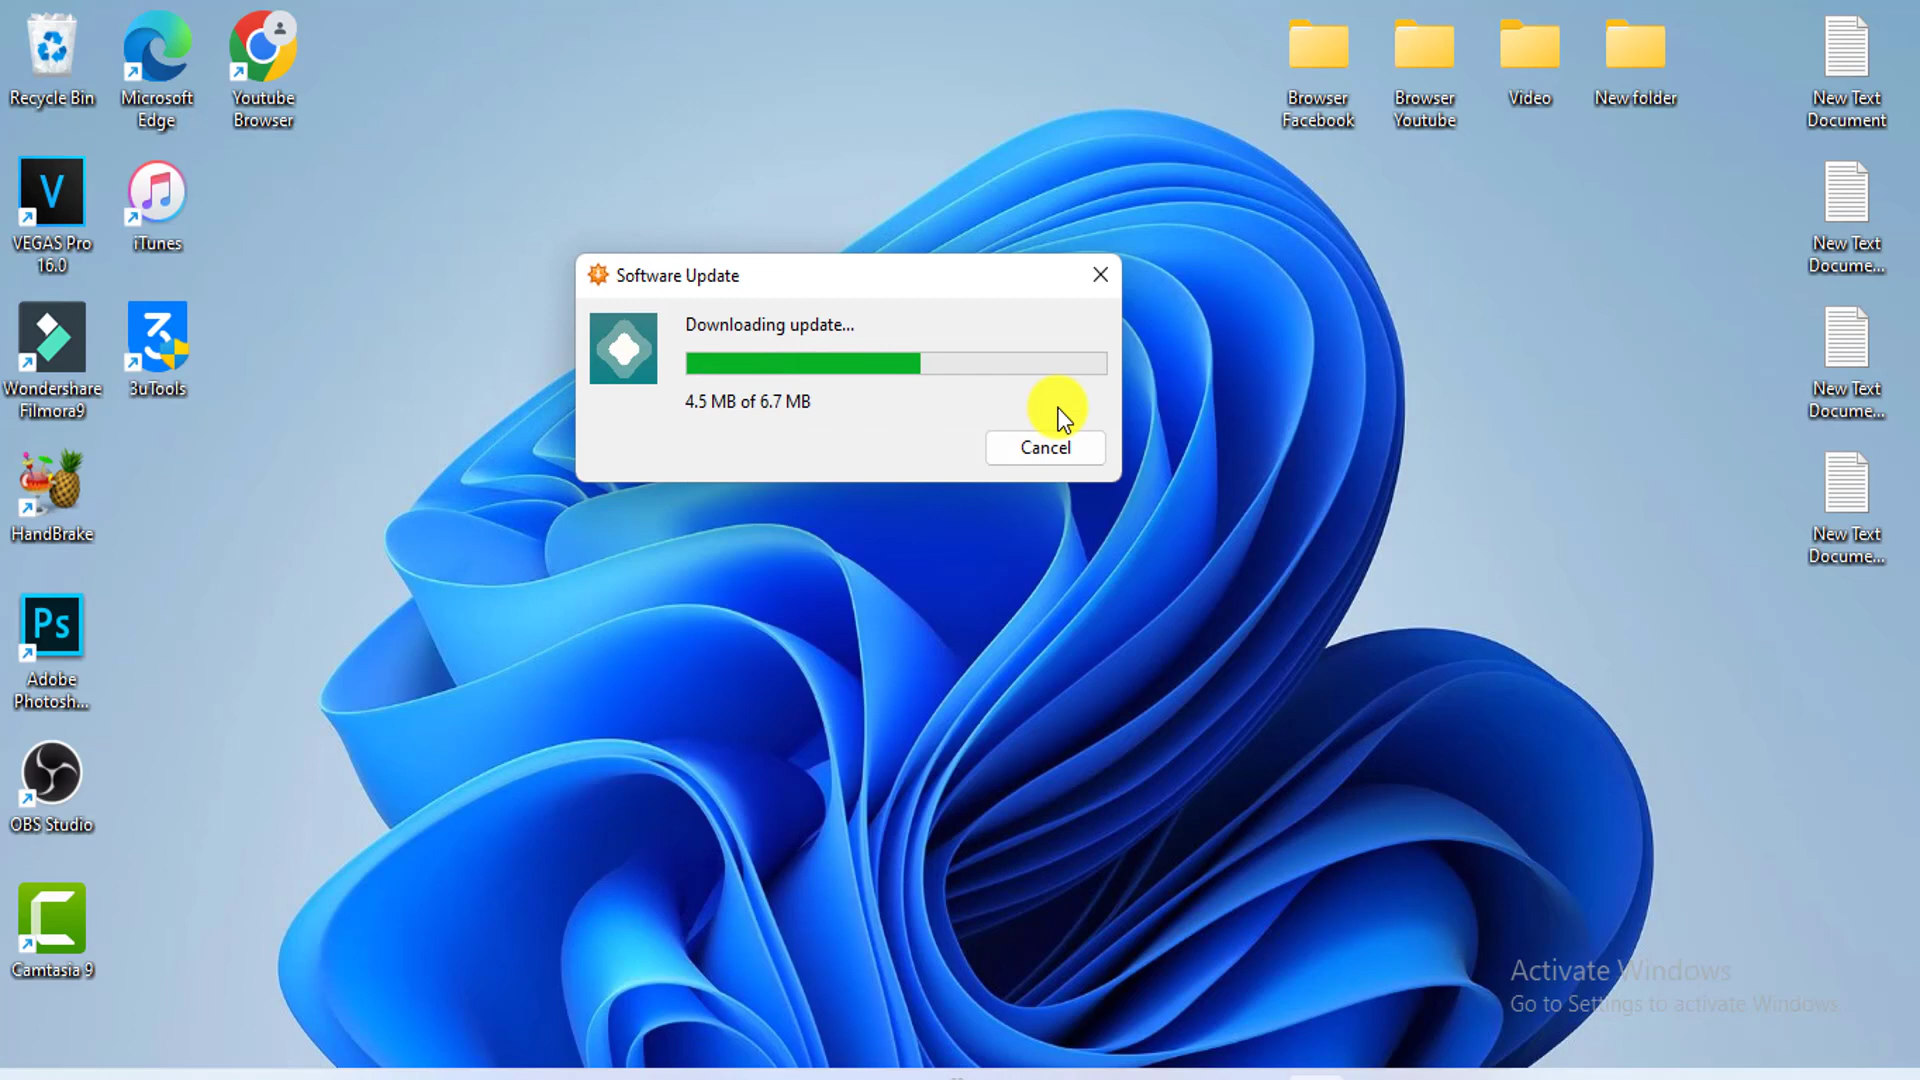 Recycle Bin
Microsoft
Edge
Youtube
Browser
Browser
Facebook
Browser
Youtube
Video
New folder
New Text
Document
V
VEGAS Pro
16.0
iTunes
New Text
Docume...
Software Update
Downloading update...
4.5 MB of 6.7 MB
Cancel
Wondershare
Filmora9
3uTools
New Text
Docume...
HandBrake
New Text
Docume...
Ps
Adobe
Photosh...
OBS Studio
Camtasia 9
Activate Windows
Go to Settings to activate Windows.